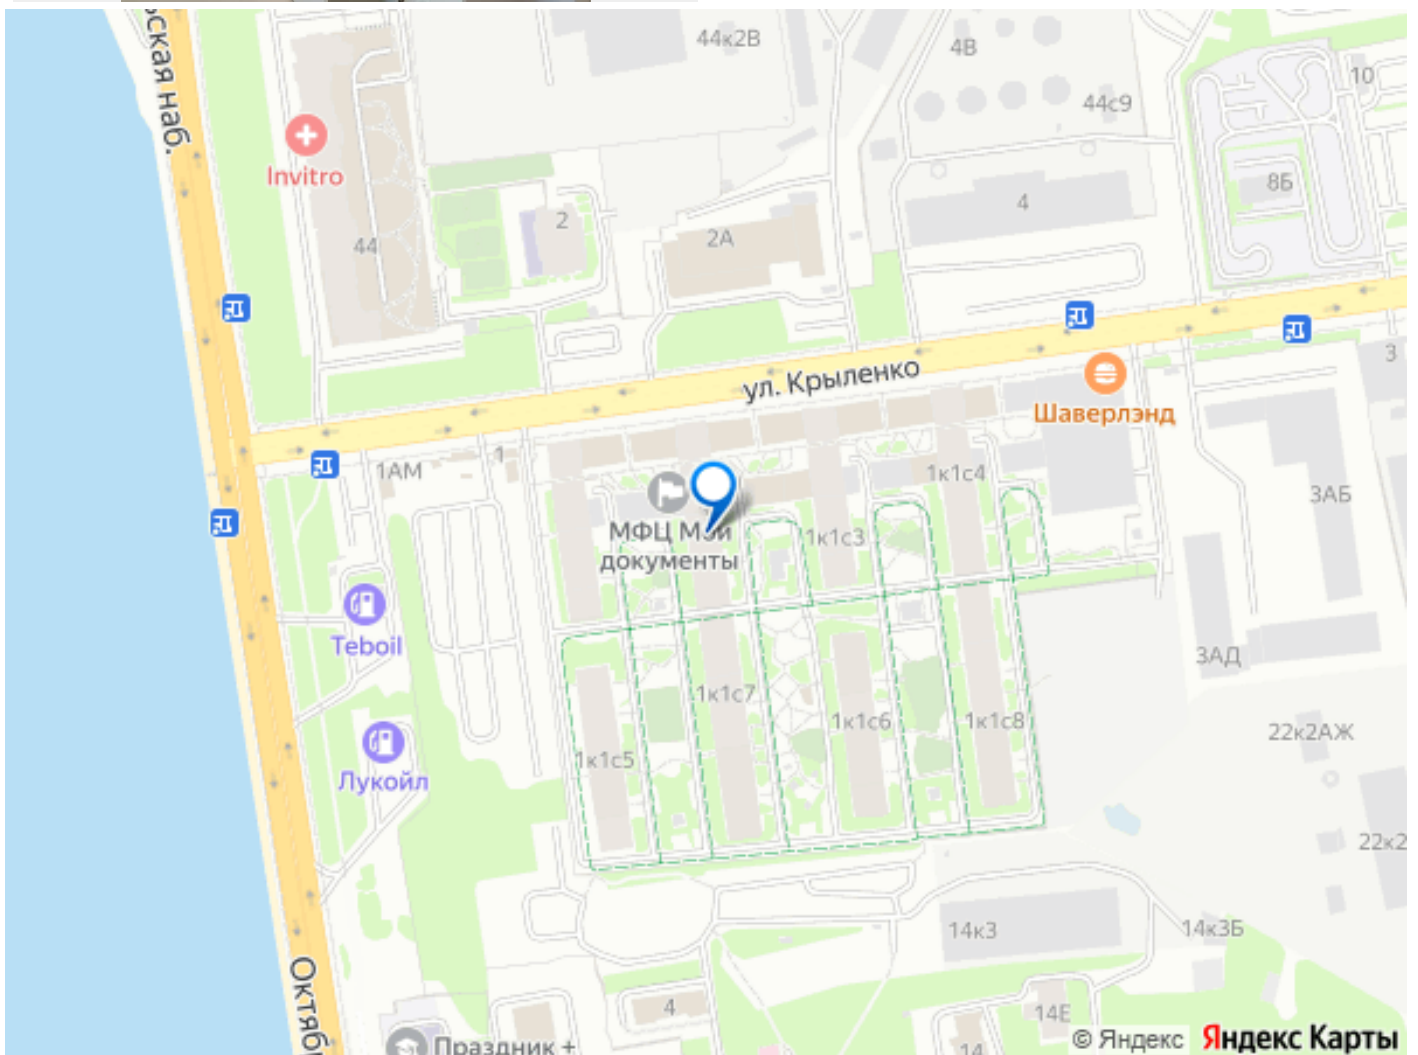 ская наб.
44к2В
4В
10
44с9
Invitro
8Б
2
4
2А
44
ул. Крыленко
3
Шаверлэнд
1АМ
1
1к1с4
3АБ
МФЦ Мои
документы
1к1с3
Teboil
3АД
1к1с7
1к1с6
1к1с8
22к2АЖ
1к1с5
Лукойл
22к2
14к3
14к3Б
Октяб
4
14Е
14
Праздник +
© Яндекс
Яндекс Карты